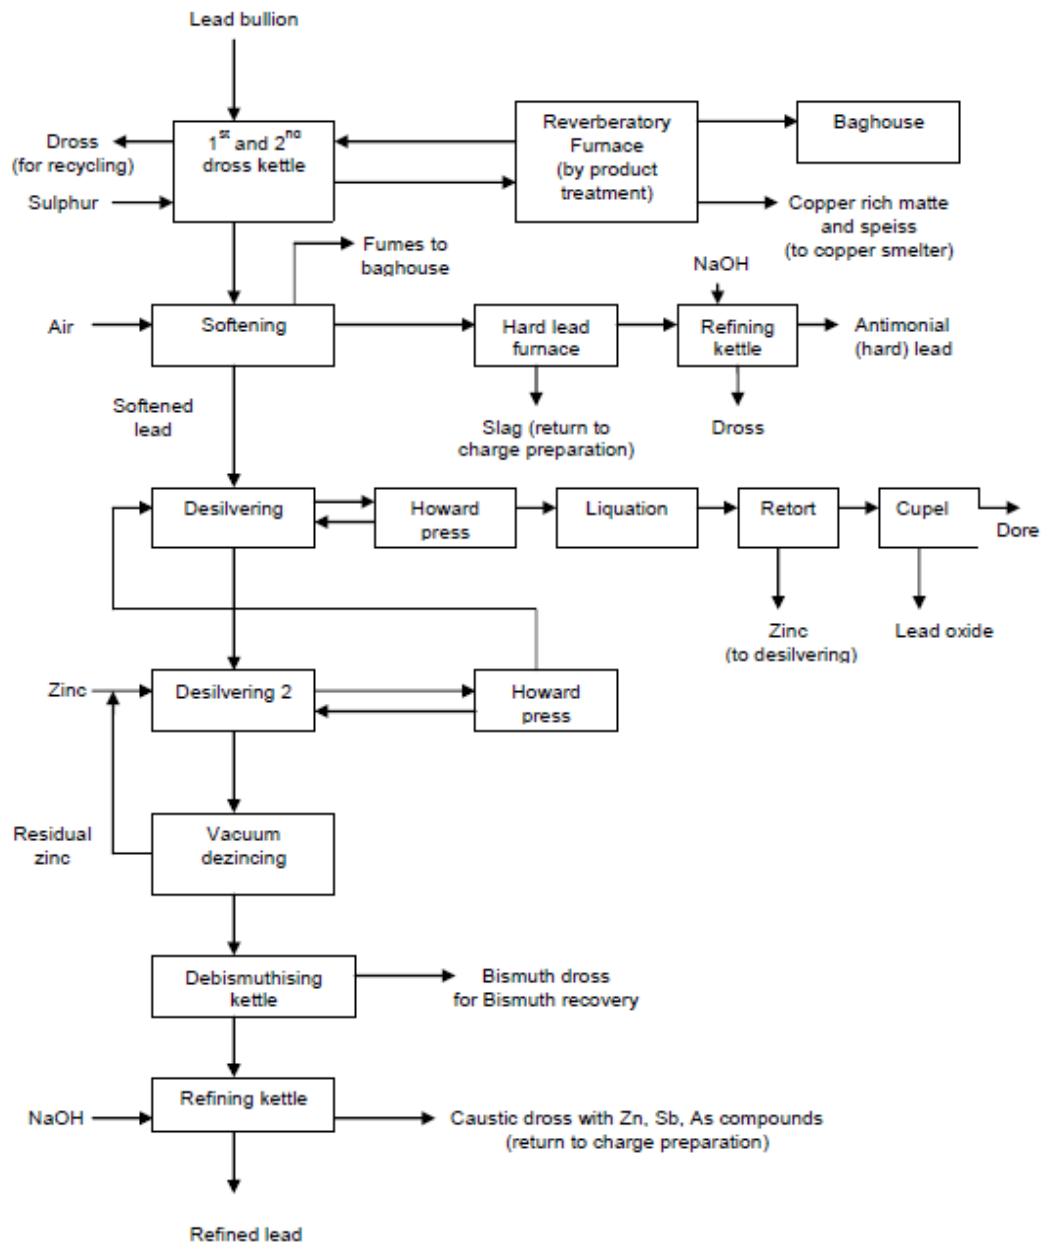 Lead bullion
Dross
(for recycling)
Sulphur
1st and 2nd
dross kettle
Reverberatory
Furnace
(by product
treatment)
Baghouse
Copper rich matte
and speiss
(to copper smelter)
Fumes to
baghouse
NaOH
Air
Softening
Hard lead
furnace
Refining
kettle
Antimonial
(hard) lead
Softened
lead
Slag (return to
charge preparation)
Dross
Desilvering
Howard
press
Liquation
Retort
Cupel
Dore
Zinc
(to desilvering)
Lead oxide
Zinc
Desilvering 2
Howard
press
Residual
zinc
Vacuum
dezincing
Debismuthising
kettle
Bismuth dross
for Bismuth recovery
NaOH
Refining kettle
Caustic dross with Zn, Sb, As compounds
(return to charge preparation)
Refined lead